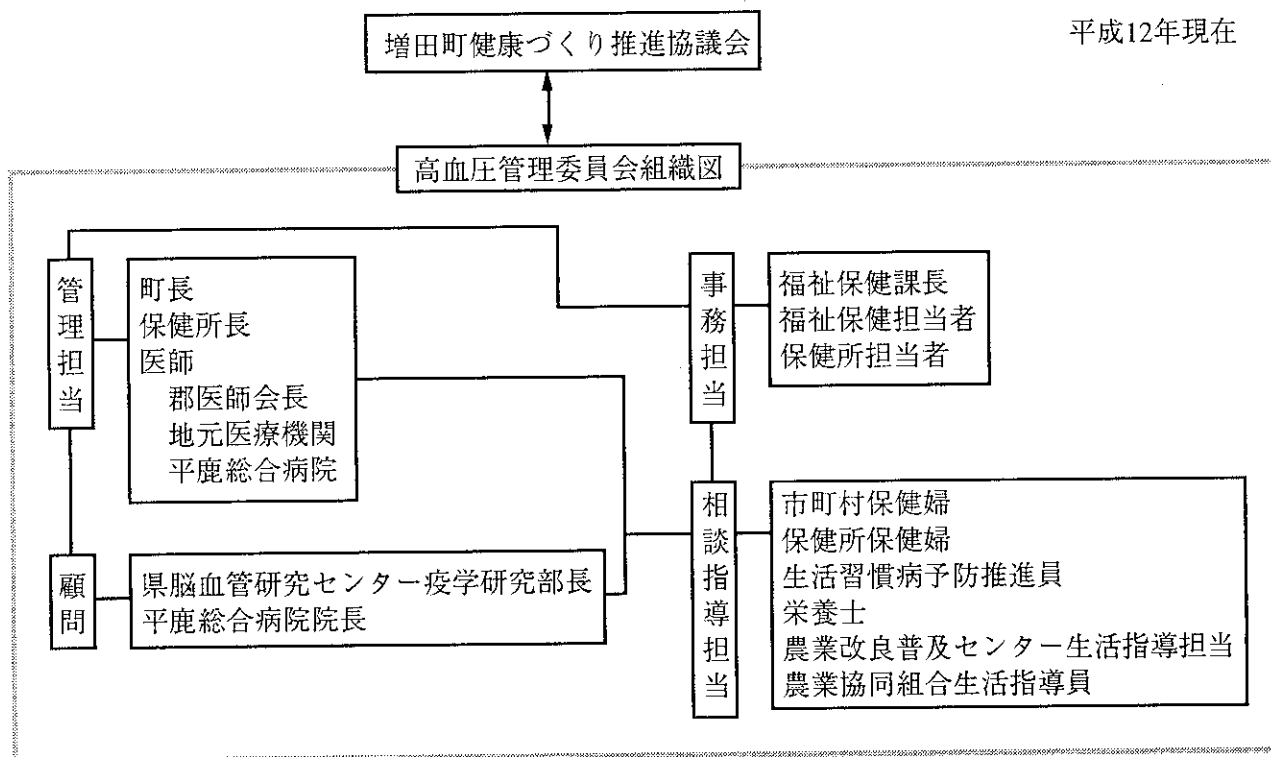 平成12年現在
増田町健康づくり推進協議会
高血圧管理委員会組織図
管理担当
町長
保健所長
医師
郡医師会長
地元医療機関
平鹿総合病院
顧問
県脳血管研究センター疫学研究部長
平鹿総合病院院長
事務担当
福祉保健課長
福祉保健担当者
保健所担当者
相談指導担当
市町村保健婦
保健所保健婦
生活習慣病予防推進員
栄養士
農業改良普及センター生活指導担当
農業協同組合生活指導員